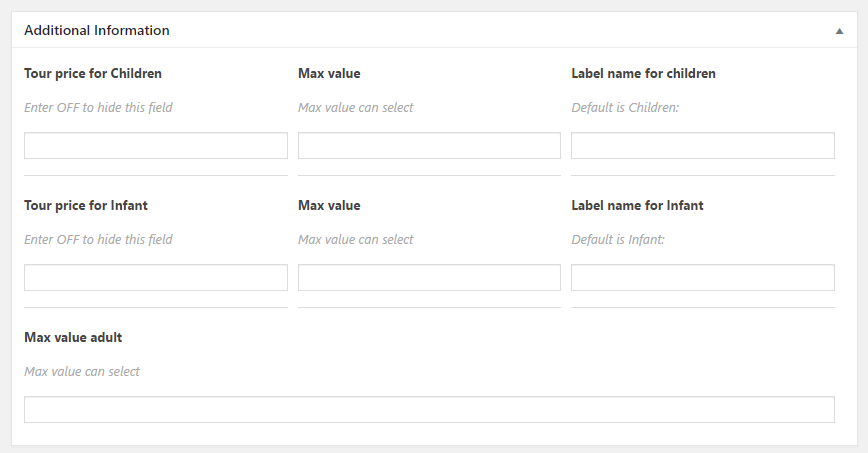 Additional Information
Tour price for Children
Max value
Label name for children
Enter OFF to hide this field
Max value can select
Default is Children:
Tour price for Infant
Max value
Label name for Infant
Enter OFF to hide this field
Max value can select
Default is Infant:
Max value adult
Max value can select